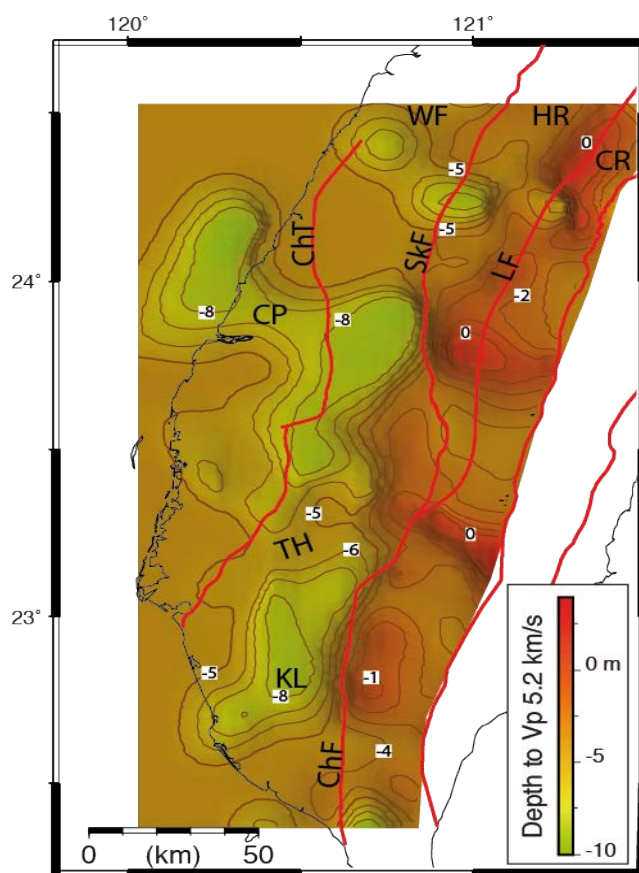 120° 121°
WF HR
0
CR
-5
-5
ChT
SkF
LF
24°
-2
-8
CP
-8
0
-5
0
TH
-6
23°
-5
KL
-1
-8
-4
ChF
0 (km) 50
Depth to Vp 5.2 km/s
0 m
-5
-10